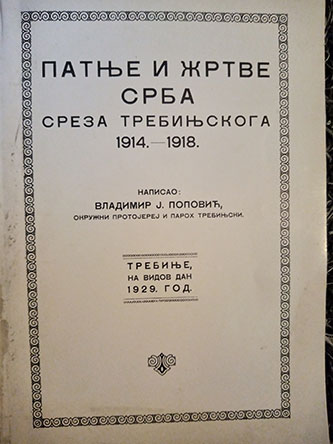 ПАТЊЕ И ЖРТВЕ
СРБА
СРЕЗА ТРЕБИЊСКОГА
1914.—1918.
НАПИСАО:
ВЛАДИМИР Ј. ПОПОВИЋ,
ОКРУЖНИ ПРОТОЈЕРЕЈ И ПАРОХ ТРЕБИЊСКИ.
ТРЕБИЊЕ,
НА ВИДОВ ДАН
1929. ГОД.